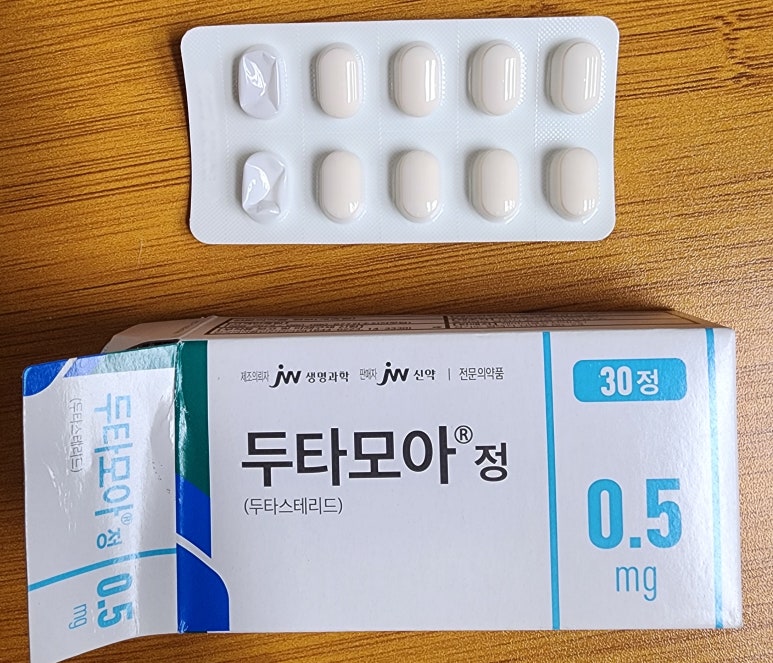 제조의뢰자 JW 생명과학 판매자 JW 신약 | 전문의약품
두타모아®정
(두타스테리드)
30정
0.5
mg
두타모아®정 0.5
mg
(두타스테리드)